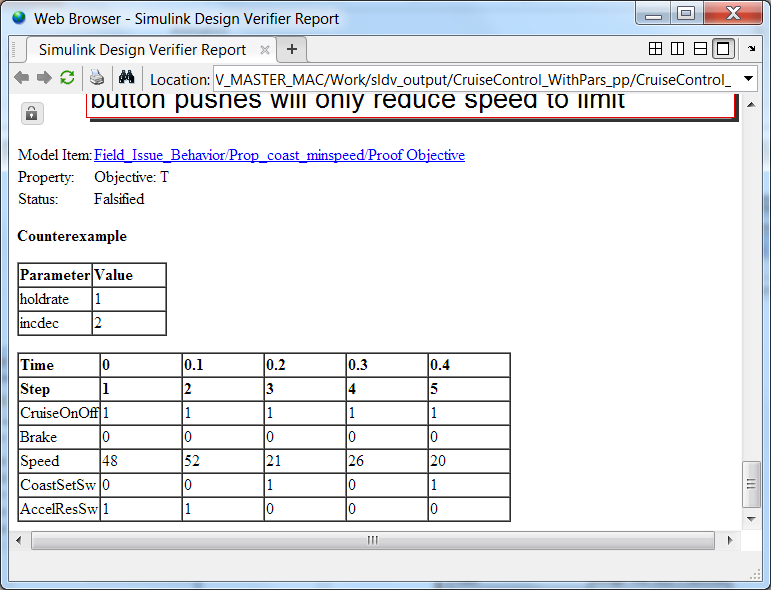 Web Browser - Simulink Design Verifier Report
Simulink Design Verifier Report
Location: V_MASTER_MAC/Work/sldv_output/CruiseControl_WithPars_pp/CruiseControl_
button pushes will only reduce speed to limit
Model Item: Field_Issue_Behavior/Prop_coast_minspeed/Proof Objective
Property: Objective: T
Status: Falsified
Counterexample
Parameter Value
holdrate 1
incdec 2
Time 0 0.1 0.2 0.3 0.4
Step 1 2 3 4 5
CruiseOnOff 1 1 1 1 1
Brake 0 0 0 0 0
Speed 48 52 21 26 20
CoastSetSw 0 0 1 0 1
AccelResSw 1 1 0 0 0